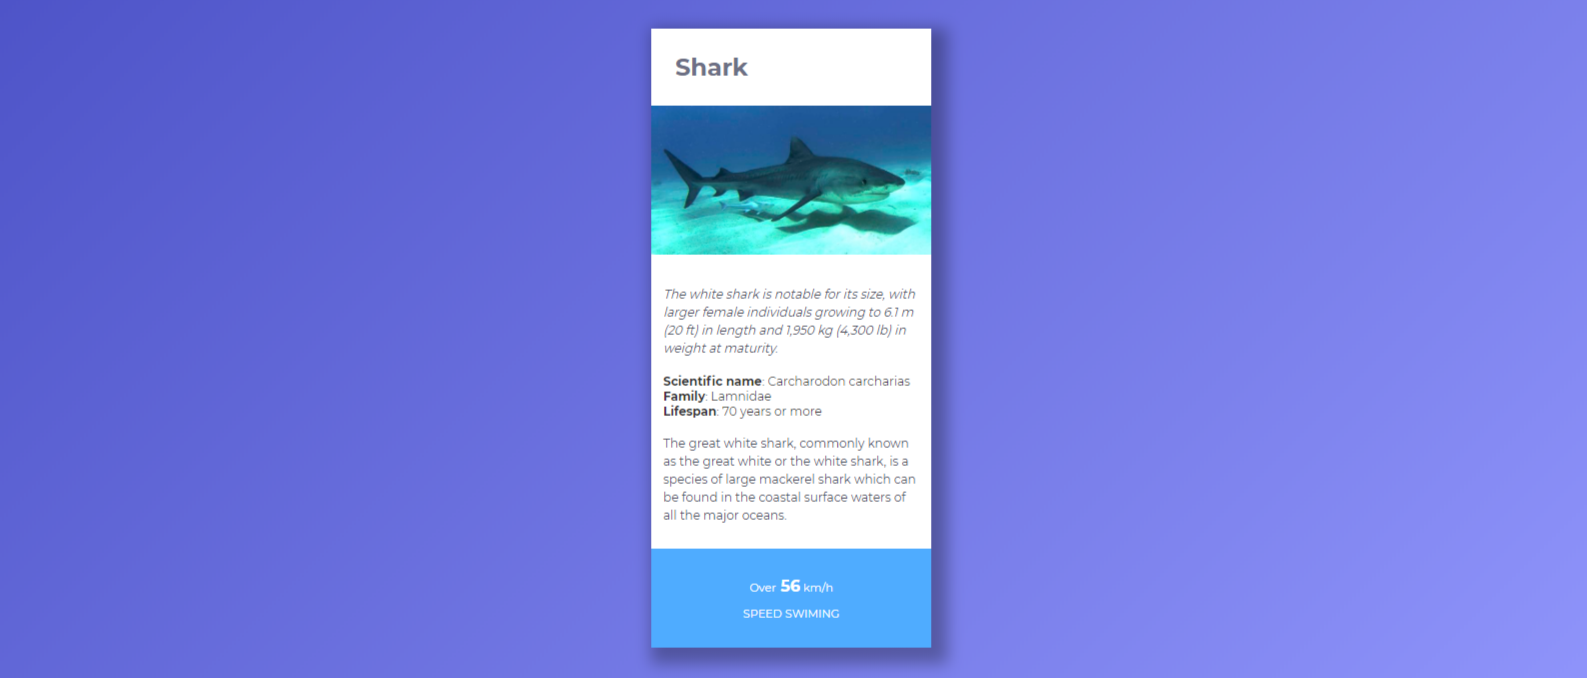 Shark
The white shark is notable for its size, with
larger female individuals growing to 6.1 m
(20 ft) in length and 1,950 kg (4,300 lb) in
weight at maturity.
Scientific name: Carcharodon carcharias
Family: Lamnidae
Lifespan: 70 years or more
The great white shark, commonly known
as the great white or the white shark, is a
species of large mackerel shark which can
be found in the coastal surface waters of
all the major oceans.
Over 56 km/h
SPEED SWIMING